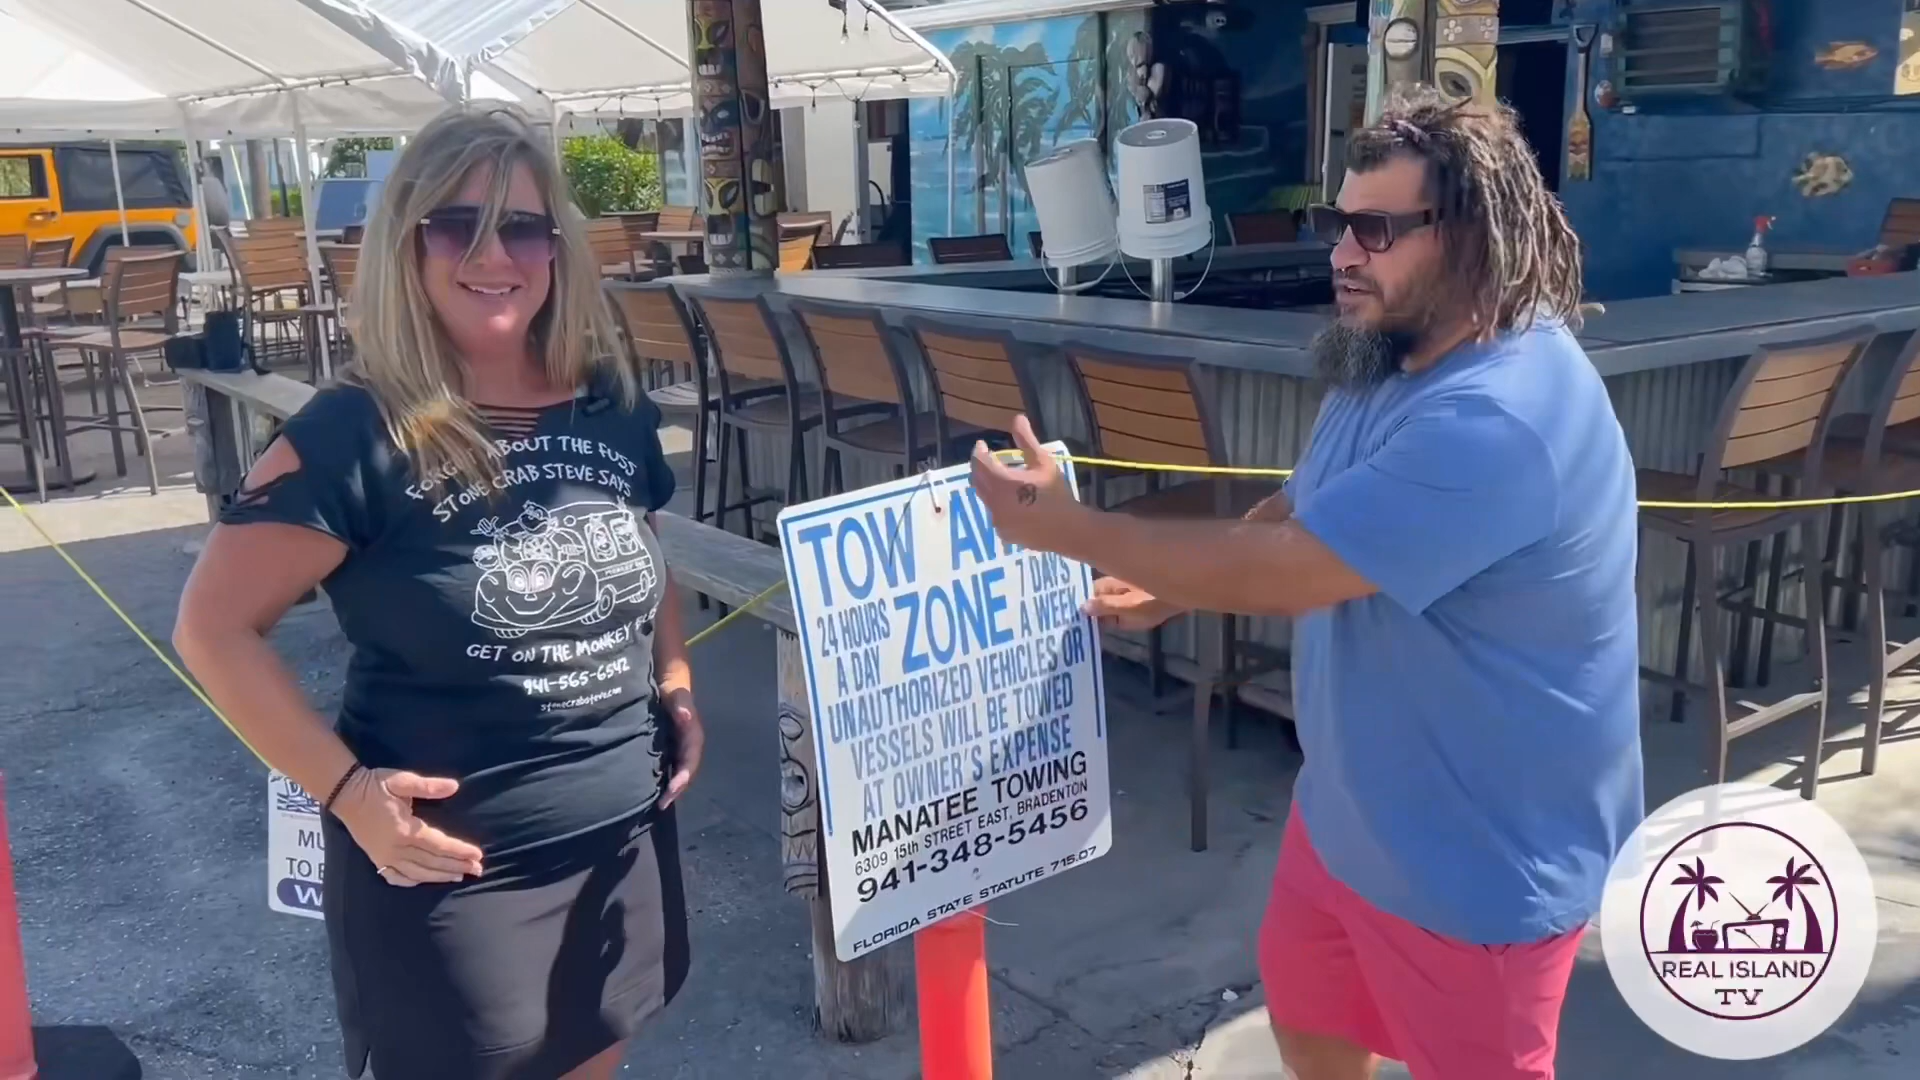 ABOUT THE FUSS
STONE CRAB STEVE SAYS
GET ON THE MONKEY
941-565-6542
stonecrabsteve.com
TOW
24 HOURS
A DAY
ZONE
7 DAYS
A WEEK
UNAUTHORIZED VEHICLES OR
VESSELS WILL BE TOWED
AT OWNER'S EXPENSE
MANATEE TOWING
6309 15th STREET EAST, BRADENTON
941-348-5456
FLORIDA STATE STATUTE 715.07
TO
REAL ISLAND
TV